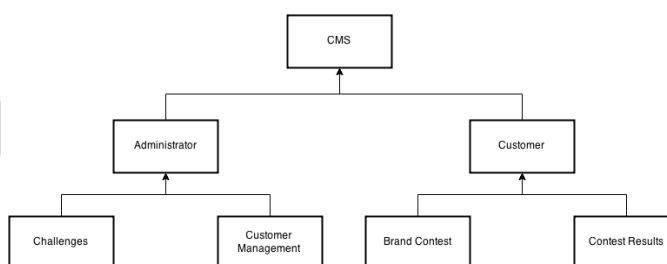 CMS
Administrator
Customer
Challenges
Customer
Management
Brand Contest
Contest Results